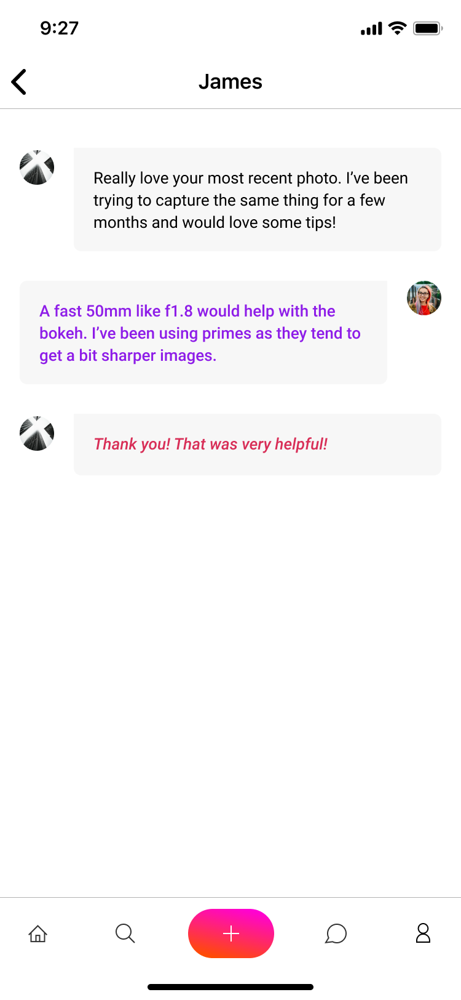 9:27
James
Really love your most recent photo. I’ve been
trying to capture the same thing for a few
months and would love some tips!
A fast 50mm like f1.8 would help with the
bokeh. I’ve been using primes as they tend to
get a bit sharper images.
Thank you! That was very helpful!